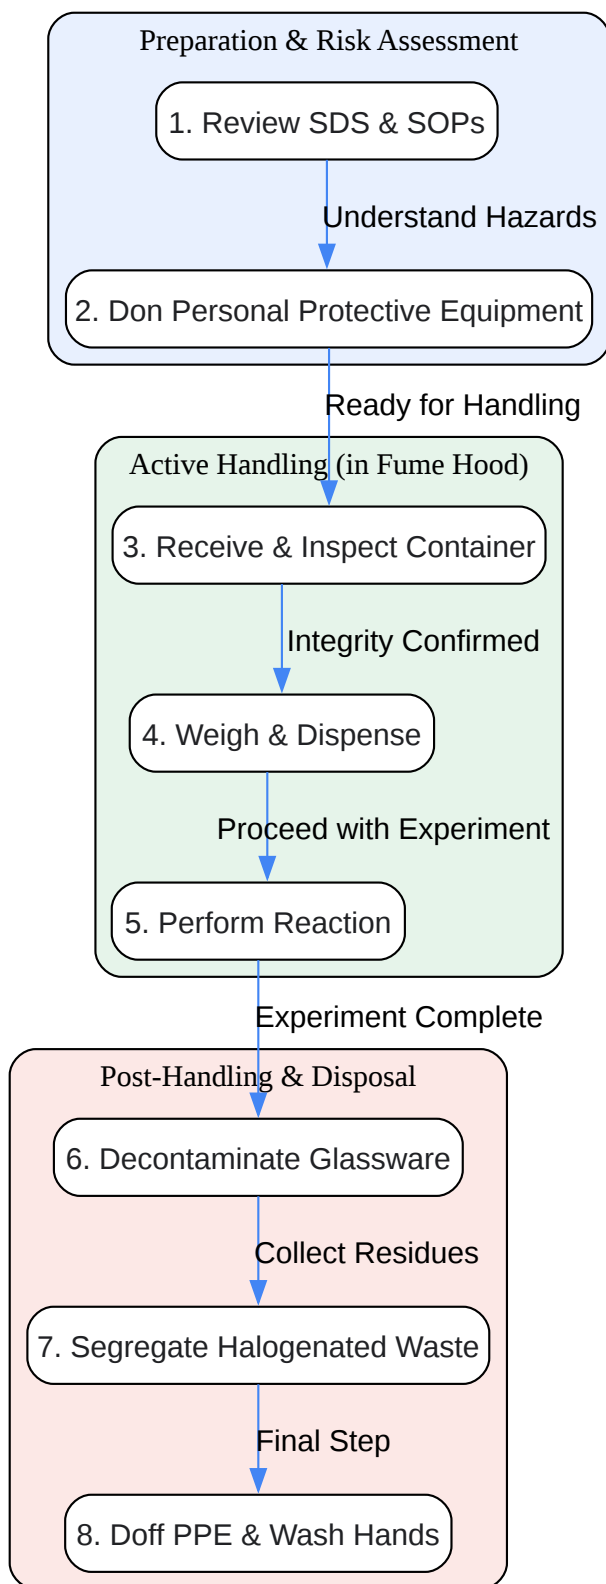 Preparation & Risk Assessment
1. Review SDS & SOPs
Understand Hazards
2. Don Personal Protective Equipment
Ready for Handling
Active Handling (in Fume Hood)
3. Receive & Inspect Container
Integrity Confirmed
4. Weigh & Dispense
Proceed with Experiment
5. Perform Reaction
Experiment Complete
Post-Handling & Disposal
6. Decontaminate Glassware
Collect Residues
7. Segregate Halogenated Waste
Final Step
8. Doff PPE & Wash Hands